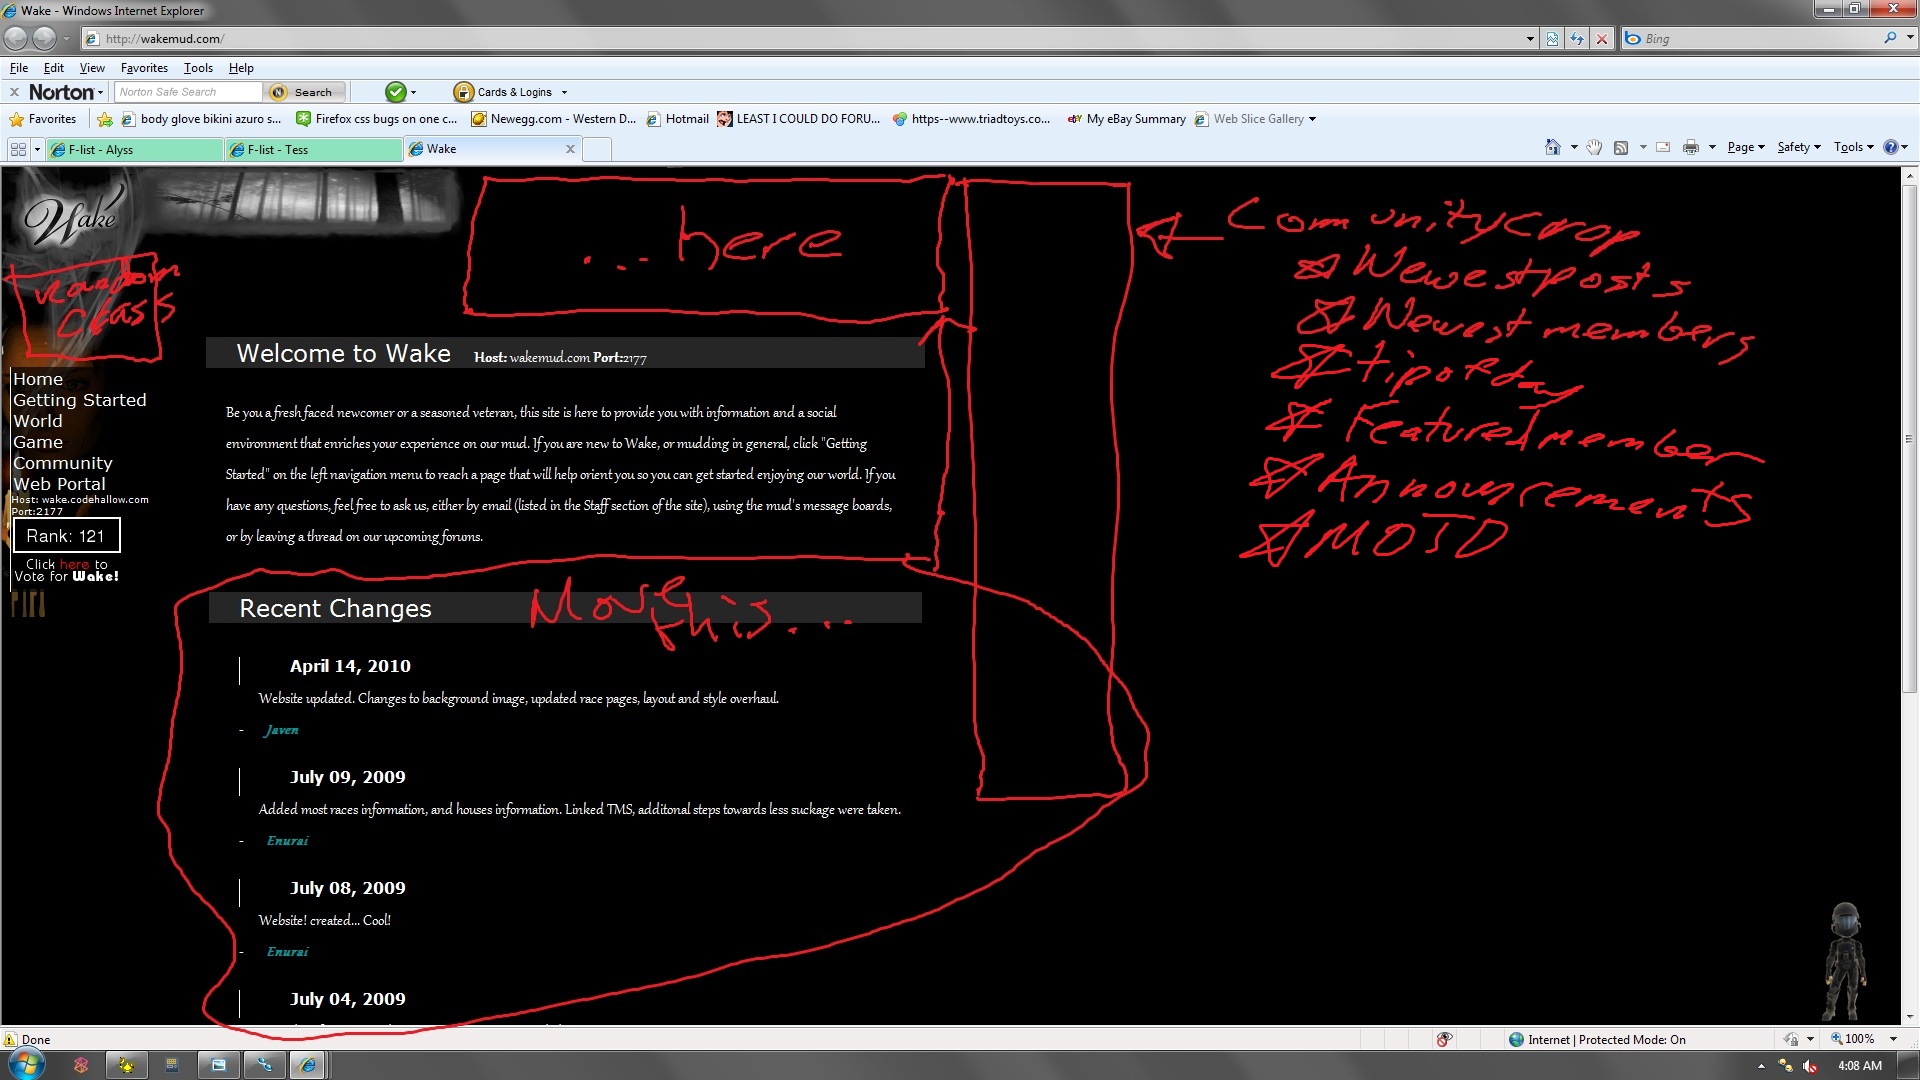 Wake - Windows Internet Explorer
http://wakemud.com/
Bing
File Edit View Favorites Tools Help
Norton Norton Safe Search Search Cards & Logins
Favorites body glove bikini azuro s... Firefox css bugs on one c... Newegg.com - Western D... Hotmail LEAST I COULD DO FORU... https--www.triadtoys.co... My eBay Summary Web Slice Gallery
F-list - Alyss F-list - Tess Wake Page Safety Tools
Wake
...here
Comunity crap
Newest posts
Newest members
tip of day
Featured member
Announcements
MOTD
Random
Class
Welcome to Wake Host: wakemud.com Port:2177
Home
Getting Started
World
Game
Community
Web Portal
Host: wake.codehallow.com
Port:2177
Rank: 121
Click here to
Vote for Wake!
Be you a fresh faced newcomer or a seasoned veteran, this site is here to provide you with information and a social
environment that enriches your experience on our mud. If you are new to Wake, or mudding in general, click "Getting
Started" on the left navigation menu to reach a page that will help orient you so you can get started enjoying our world. If you
have any questions, feel free to ask us, either by email (listed in the Staff section of the site), using the mud's message boards,
or by leaving a thread on our upcoming forums.
Recent Changes
Move
this...
April 14, 2010
Website updated. Changes to background image, updated race pages, layout and style overhaul.
- Javen
July 09, 2009
Added most races information, and houses information. Linked TMS, additonal steps towards less suckage were taken.
- Enurai
July 08, 2009
Website! created... Cool!
- Enurai
July 04, 2009
Done
Internet | Protected Mode: On
100%
4:08 AM